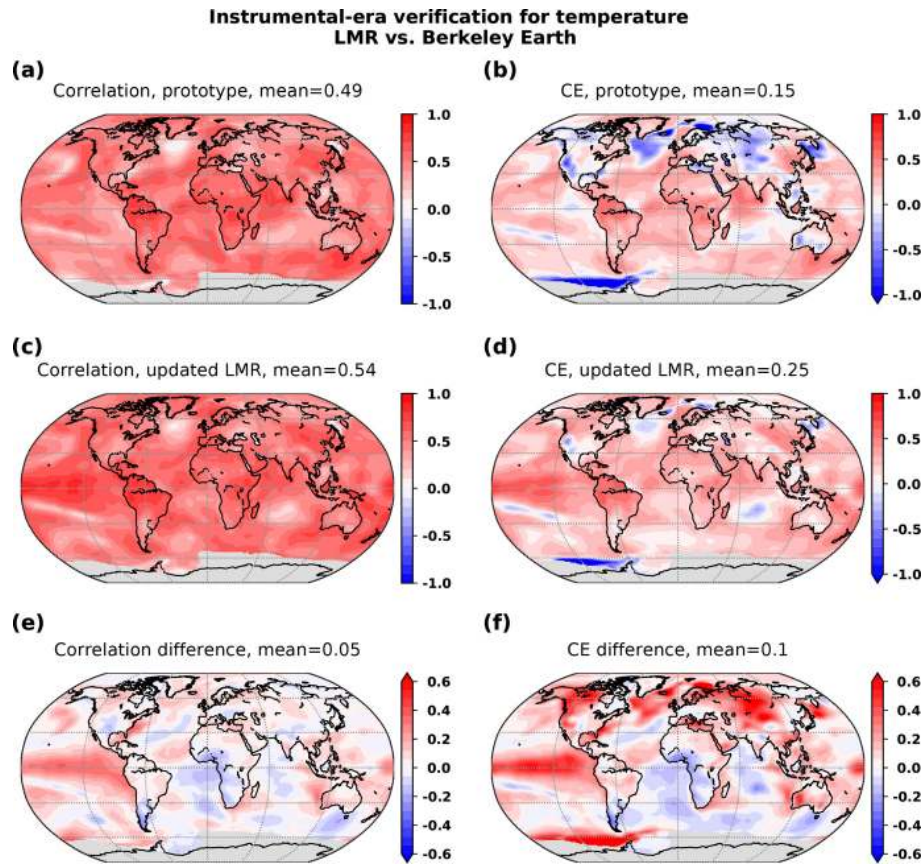 Instrumental-era verification for temperature
LMR vs. Berkeley Earth
(a)
Correlation, prototype, mean=0.49
1.0
0.5
0.0
-0.5
-1.0
(b)
CE, prototype, mean=0.15
1.0
0.5
0.0
-0.5
-1.0
(c)
Correlation, updated LMR, mean=0.54
1.0
0.5
0.0
-0.5
-1.0
(d)
CE, updated LMR, mean=0.25
1.0
0.5
0.0
-0.5
-1.0
(e)
Correlation difference, mean=0.05
0.6
0.4
0.2
0.0
-0.2
-0.4
-0.6
(f)
CE difference, mean=0.1
0.6
0.4
0.2
0.0
-0.2
-0.4
-0.6